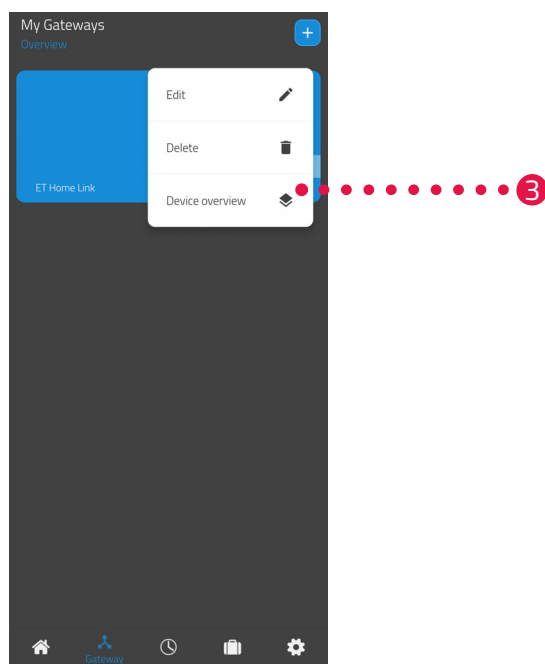 My Gateways
Overview
Edit
Delete
ET Home Link
Device overview
3
Gateway